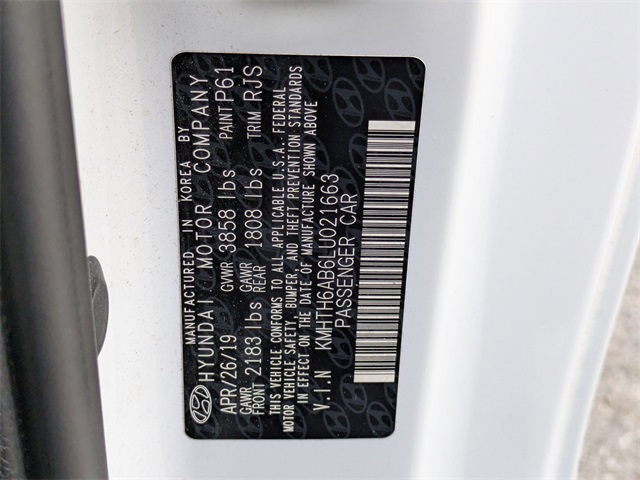 MANUFACTURED IN KOREA BY
HYUNDAI MOTOR COMPANY
APR/26/19 GVWR 3858 lbs PAINT P61
GAWR FRONT 2183 lbs GAWR REAR 1808 lbs TRIM RJS
THIS VEHICLE CONFORMS TO ALL APPLICABLE U.S.A. FEDERAL
MOTOR VEHICLE SAFETY, BUMPER, AND THEFT PREVENTION STANDARDS
IN EFFECT ON THE DATE OF MANUFACTURE SHOWN ABOVE
V.I.N KMHTH6AB6LU021663
PASSENGER CAR